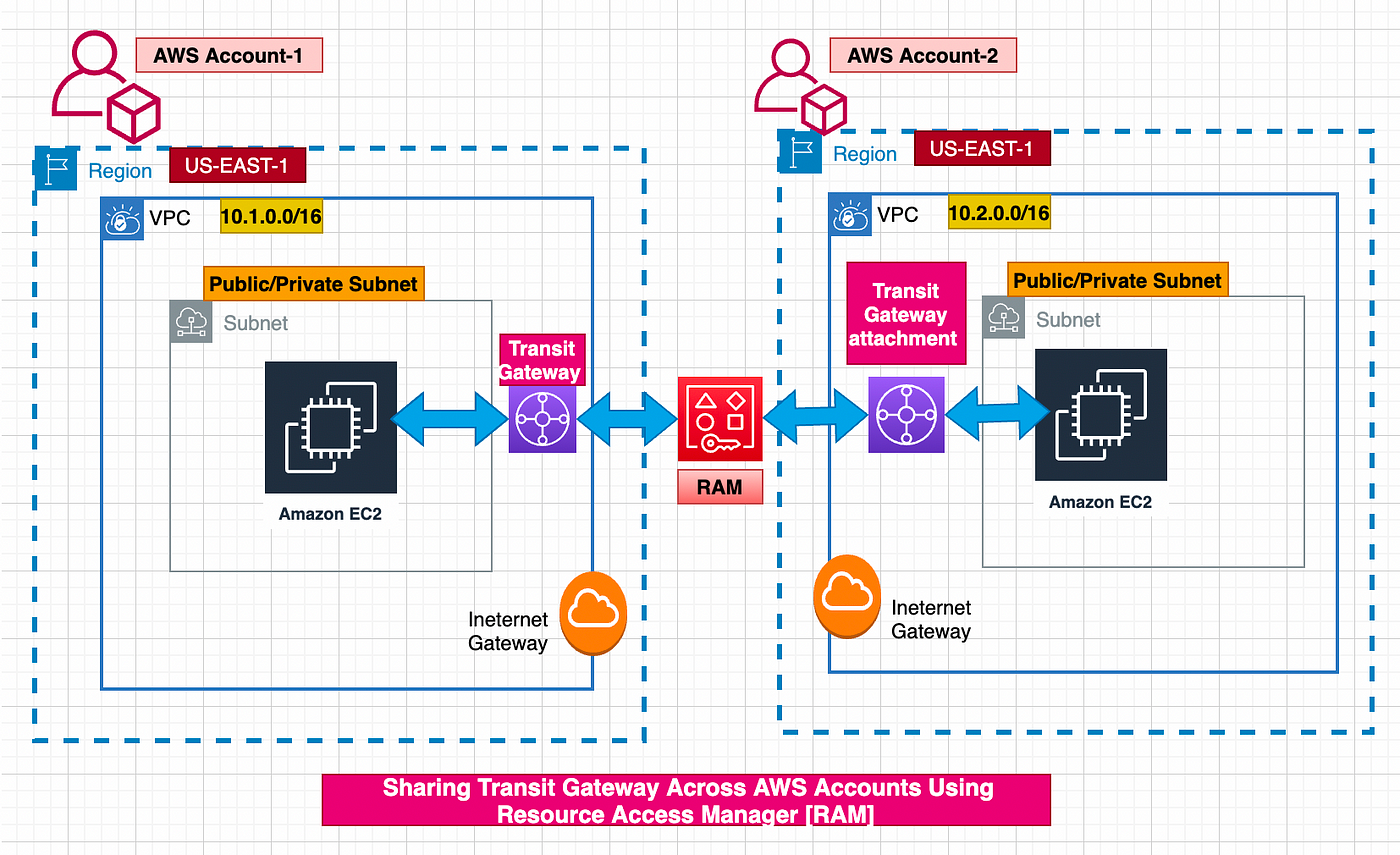 AWS Account-1
AWS Account-2
Region
US-EAST-1
Region
US-EAST-1
VPC
10.1.0.0/16
VPC
10.2.0.0/16
Public/Private Subnet
Subnet
Transit
Gateway
Amazon EC2
Transit
Gateway
attachment
Public/Private Subnet
Subnet
Amazon EC2
RAM
Ineternet
Gateway
Ineternet
Gateway
Sharing Transit Gateway Across AWS Accounts Using
Resource Access Manager [RAM]